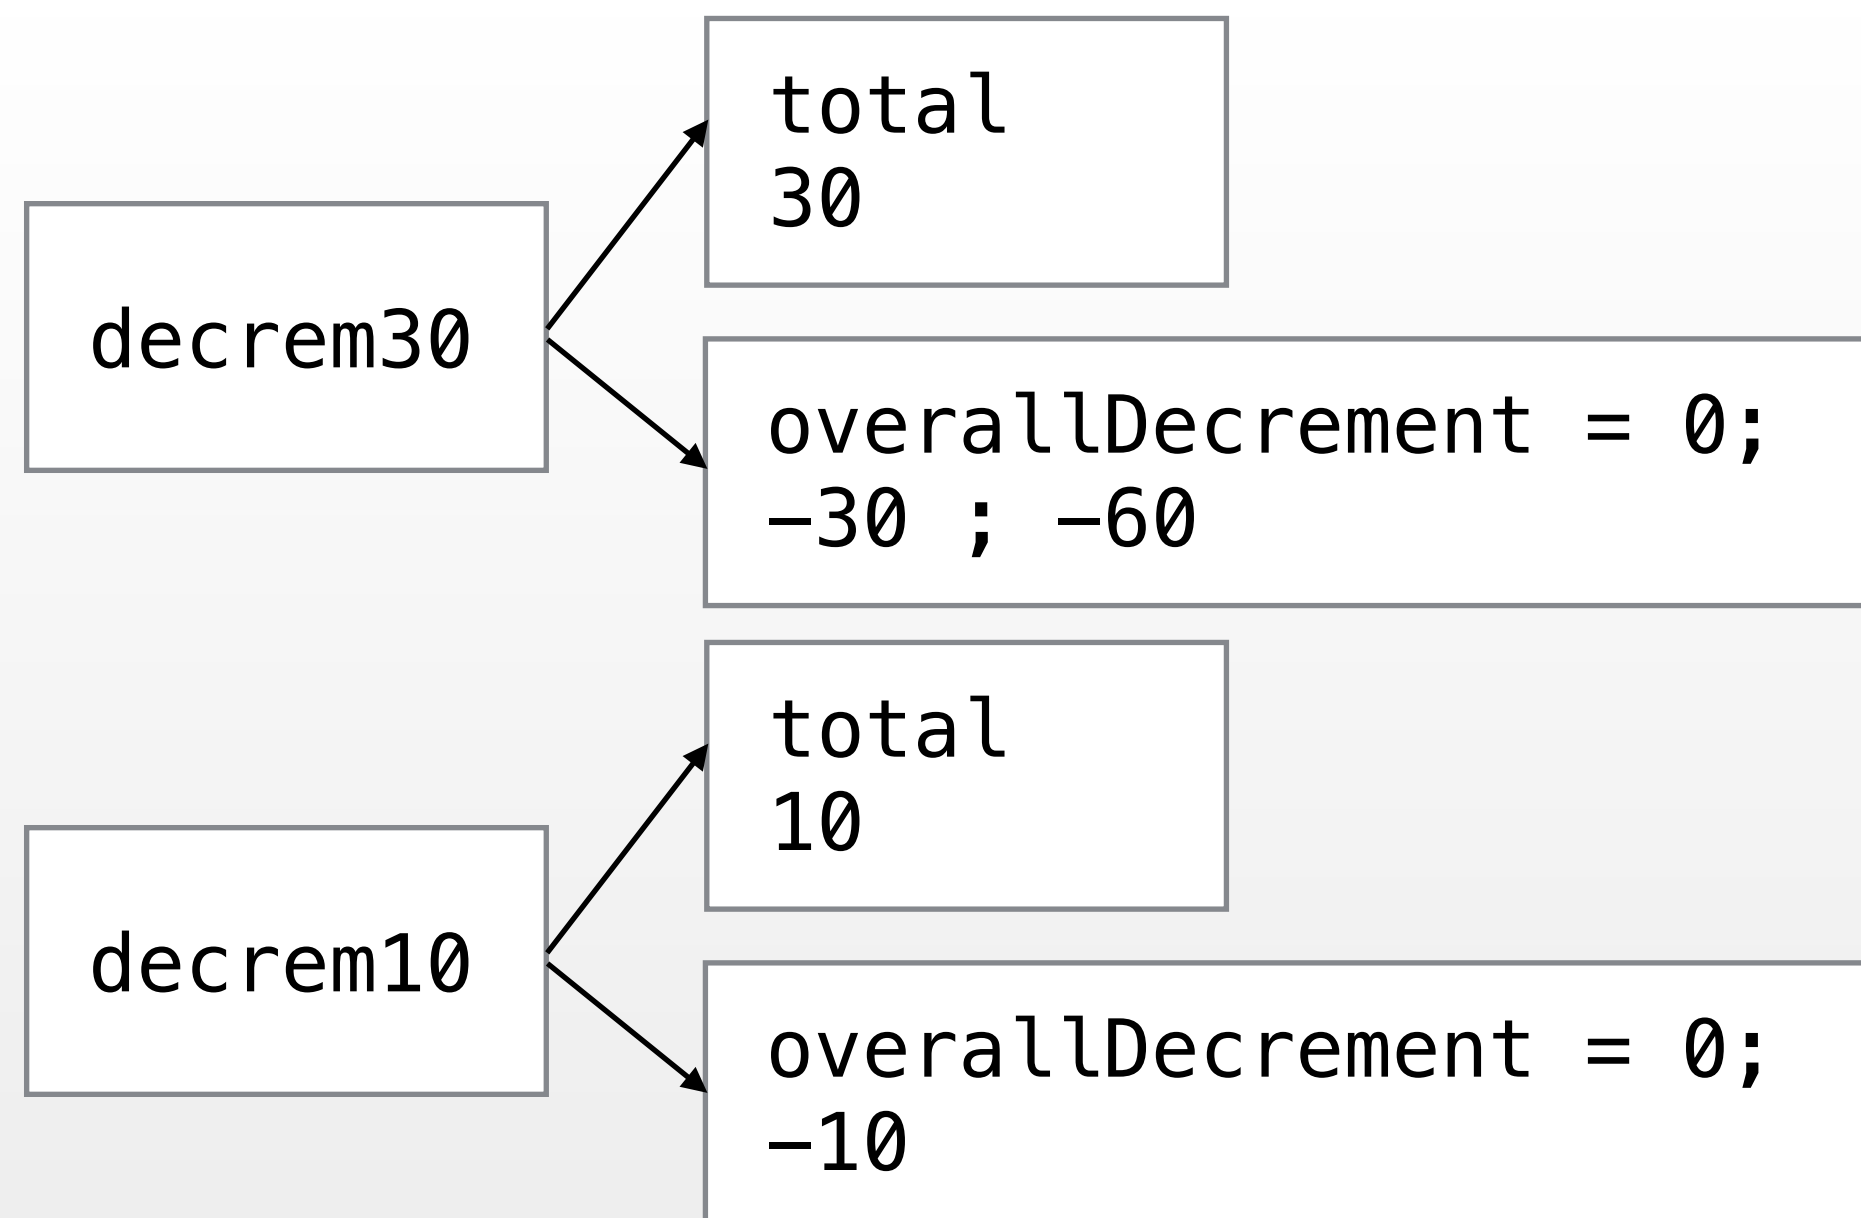 total
30
decrem30
overallDecrement = 0;
–30 ; –60
total
10
decrem10
overallDecrement = 0;
–10